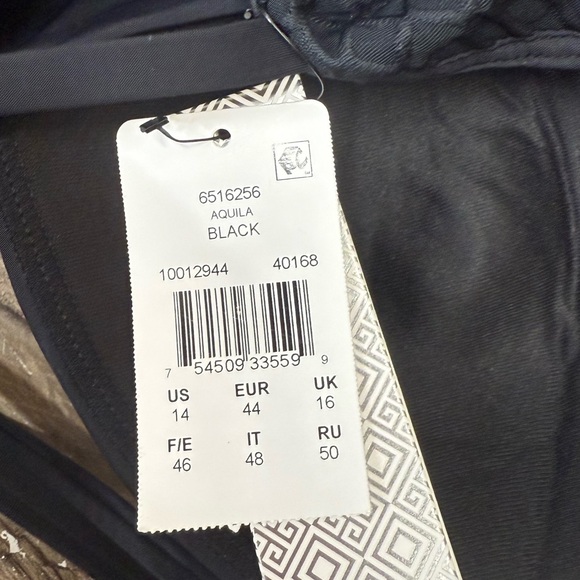 6516256
AQUILA
BLACK
10012944 40168
7 54509 33559 9
US EUR UK
14 44 16
F/E IT RU
46 48 50